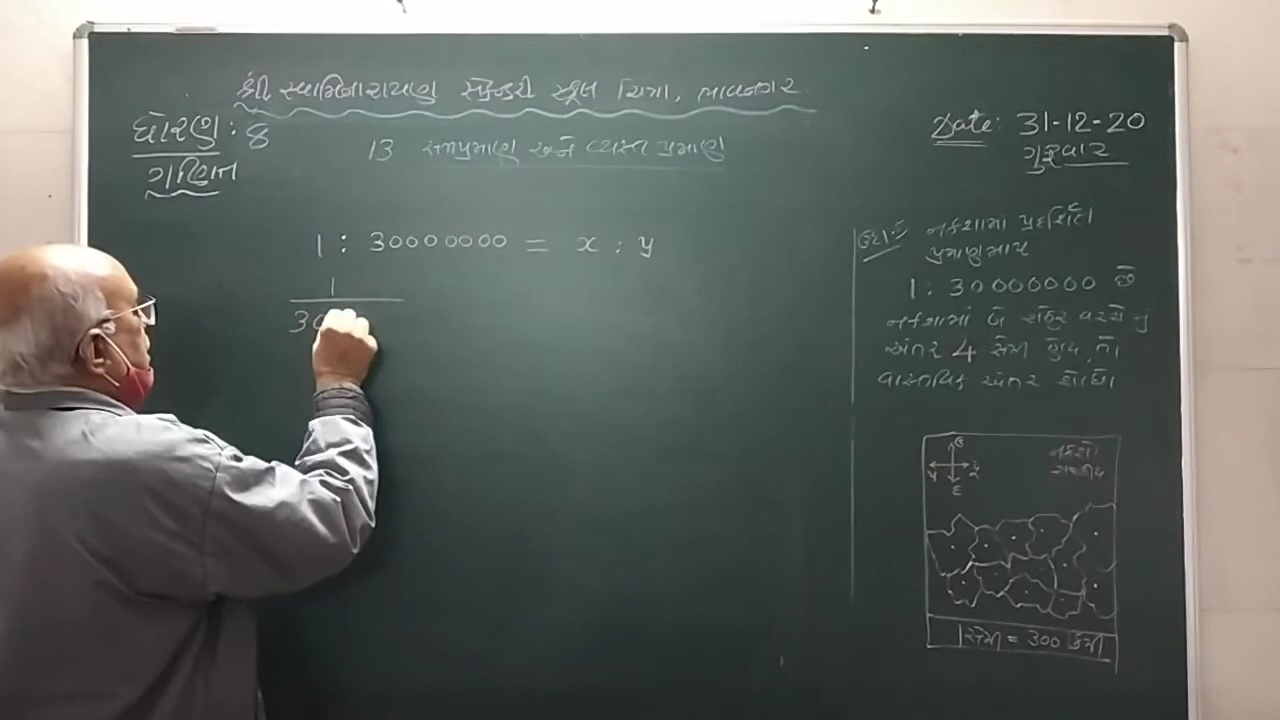 શ્રી સ્વામિનારાયણ સેકન્ડરી સ્કૂલ ચિત્રા, ભાવનગર
ધોરણ : 8
ગણિત
13 સમપ્રમાણ અને વ્યસ્ત પ્રમાણ
Date: 31-12-20
ગુરૂવાર
1 : 30000000 = x : y
1
30
ઉદા.-
નકશામાં પ્રદર્શિત
પ્રમાણમાપ
1 : 30000000 છે
નકશામાં બે શહેર વચ્ચેનું
અંતર 4 સેમી હોય, તો
વાસ્તવિક અંતર શોધો
નકશો
1 સેમી = 300 કિમી